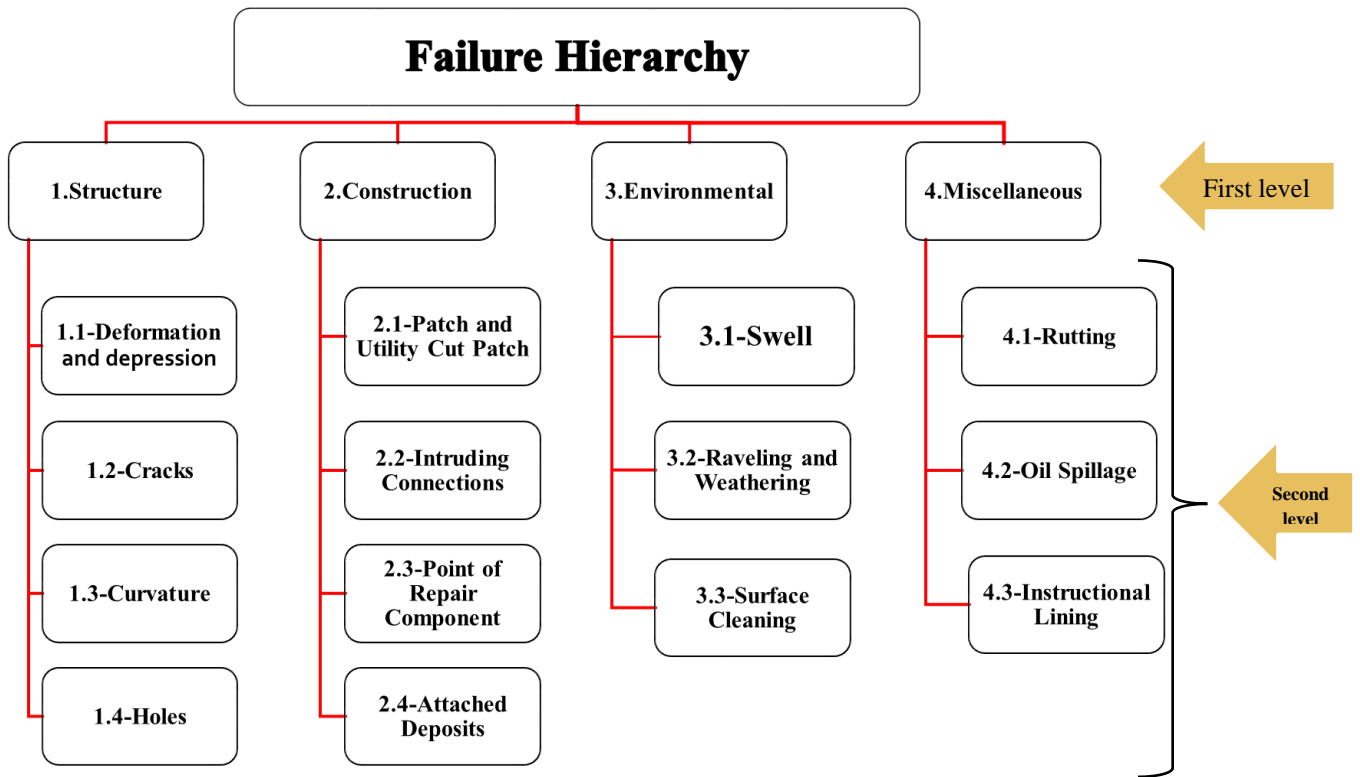 Failure Hierarchy
1.Structure
2.Construction
3.Environmental
4.Miscellaneous
First level
1.1-Deformation
and depression
1.2-Cracks
1.3-Curvature
1.4-Holes
2.1-Patch and
Utility Cut Patch
2.2-Intruding
Connections
2.3-Point of
Repair
Component
2.4-Attached
Deposits
3.1-Swell
3.2-Raveling and
Weathering
3.3-Surface
Cleaning
4.1-Rutting
4.2-Oil Spillage
4.3-Instructional
Lining
Second
level